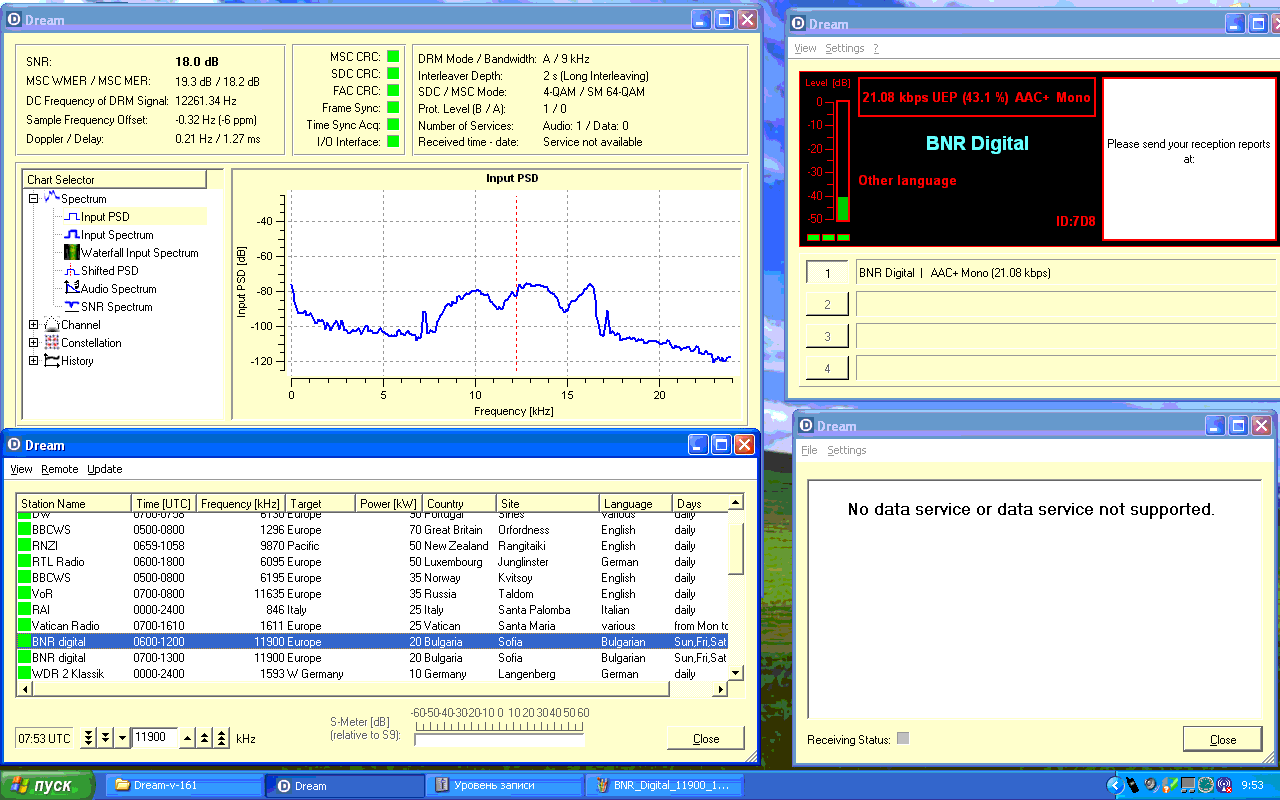 Dream
SNR: 18.0 dB
MSC WMER / MSC MER: 19.3 dB / 18.2 dB
DC Frequency of DRM Signal: 12261.34 Hz
Sample Frequency Offset: -0.32 Hz (-6 ppm)
Doppler / Delay: 0.21 Hz / 1.27 ms
MSC CRC:
SDC CRC:
FAC CRC:
Frame Sync:
Time Sync Acq:
I/O Interface:
DRM Mode / Bandwidth: A / 9 kHz
Interleaver Depth: 2 s (Long Interleaving)
SDC / MSC Mode: 4-QAM / SM 64-QAM
Prot. Level (B / A): 1 / 0
Number of Services: Audio: 1 / Data: 0
Received time - date: Service not available
Chart Selector
Spectrum
Input PSD
Input Spectrum
Waterfall Input Spectrum
Shifted PSD
Audio Spectrum
SNR Spectrum
Channel
Constellation
History
Input PSD
Input PSD [dB]
-40
-60
-80
-100
-120
0 5 10 15 20
Frequency [kHz]
Dream
View Settings ?
Level [dB]
0
-10
-20
-30
-40
-50
21.08 kbps UEP (43.1 %) AAC+ Mono
BNR Digital
Other language
ID:7D8
Please send your reception reports
at:
1 BNR Digital | AAC+ Mono (21.08 kbps)
2
3
4
Dream
View Remote Update
Station Name Time [UTC] Frequency [kHz] Target Power [kW] Country Site Language Days
DW 0700-0758 6130 Europe 90 Portugal Sines various daily
BBCWS 0500-0800 1296 Europe 70 Great Britain Orfordness English daily
RNZI 0659-1058 9870 Pacific 50 New Zealand Rangitaiki English daily
RTL Radio 0600-1800 6095 Europe 50 Luxembourg Junglinster German daily
BBCWS 0500-0800 6195 Europe 35 Norway Kvitsoy English daily
VoR 0700-0800 11635 Europe 35 Russia Taldom English daily
RAI 0000-2400 846 Italy 25 Italy Santa Palomba Italian daily
Vatican Radio 0700-1610 1611 Europe 25 Vatican Santa Maria various from Mon to
BNR digital 0600-1200 11900 Europe 20 Bulgaria Sofia Bulgarian Sun,Fri,Sat
BNR digital 0700-1300 11900 Europe 20 Bulgaria Sofia Bulgarian Sun,Fri,Sat
WDR 2 Klassik 0000-2400 1593 W Germany 10 Germany Langenberg German daily
07:53 UTC 11900 kHz
S-Meter [dB]
(relative to S9):
-60-50-40-30-20-10 0 10 20 30 40 50 60
Close
Dream
File Settings
No data service or data service not supported.
Receiving Status:
Close
пуск
Dream-v-161
Dream
Уровень записи
BNR_Digital_11900_1...
9:53